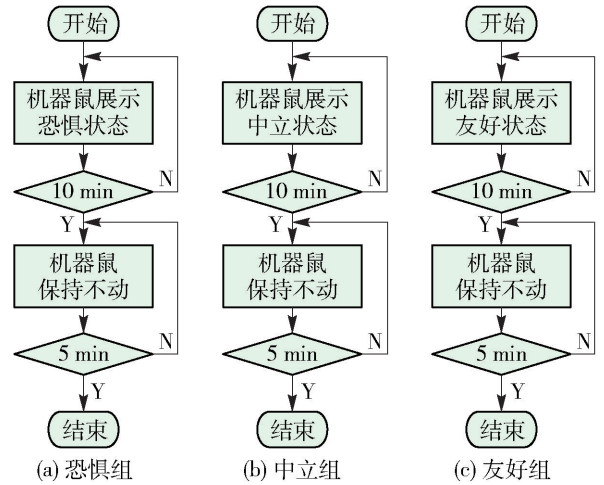 开始
机器鼠展示
恐惧状态
10 min
N
Y
机器鼠
保持不动
5 min
N
Y
结束
(a) 恐惧组
开始
机器鼠展示
中立状态
10 min
N
Y
机器鼠
保持不动
5 min
N
Y
结束
(b) 中立组
开始
机器鼠展示
友好状态
10 min
N
Y
机器鼠
保持不动
5 min
N
Y
结束
(c) 友好组